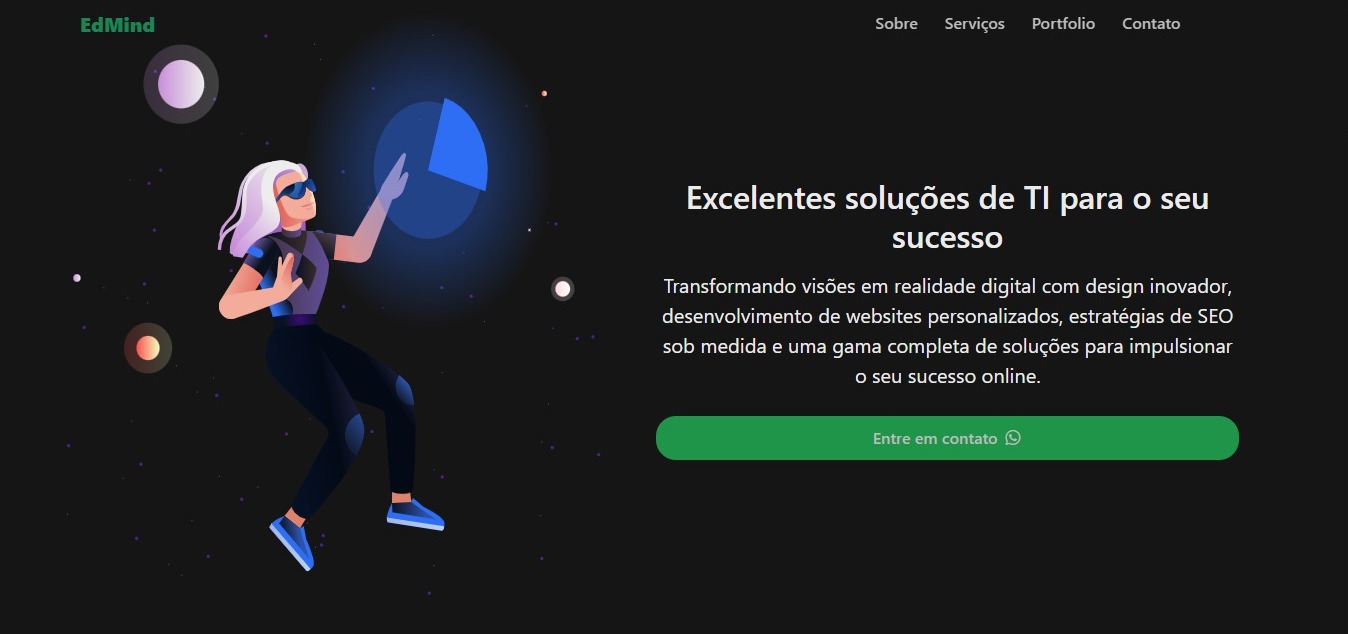 EdMind
Sobre Serviços Portfolio Contato
Excelentes soluções de TI para o seu
sucesso
Transformando visões em realidade digital com design inovador,
desenvolvimento de websites personalizados, estratégias de SEO
sob medida e uma gama completa de soluções para impulsionar
o seu sucesso online.
Entre em contato